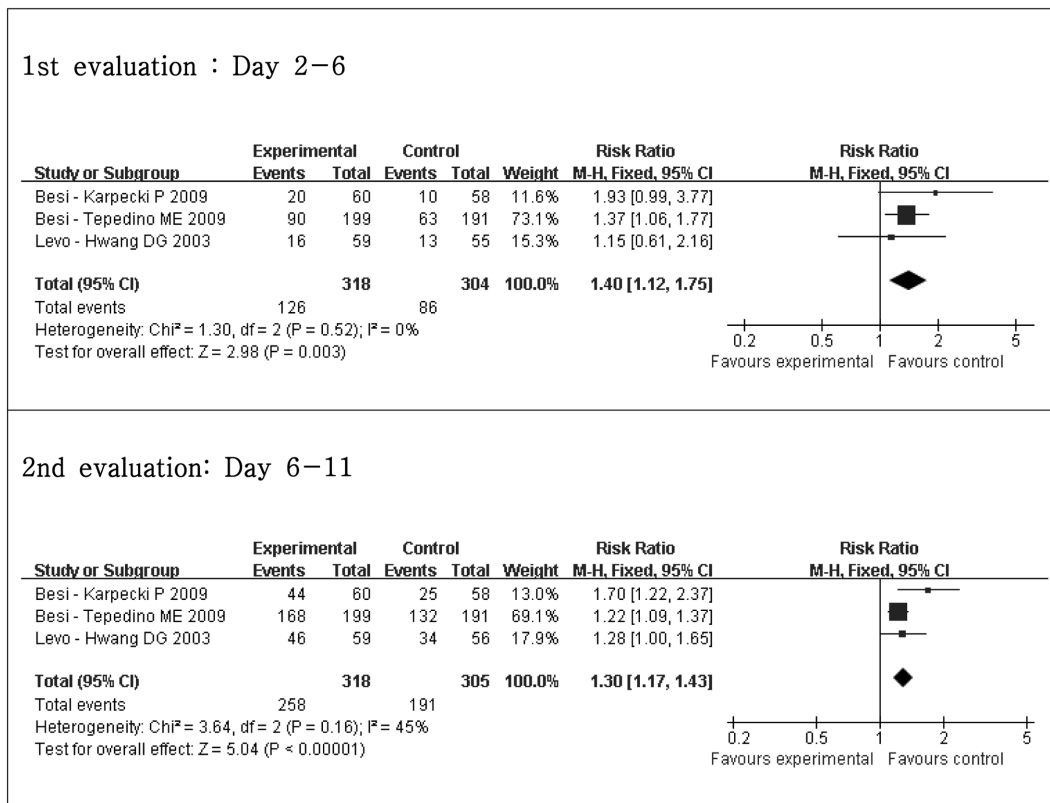 1st evaluation : Day 2-6
Experimental Control Risk Ratio Risk Ratio
Study or Subgroup Events Total Events Total Weight M-H, Fixed, 95% CI M-H, Fixed, 95% CI
Besi - Karpecki P 2009 20 60 10 58 11.6% 1.93 [0.99, 3.77]
Besi - Tepedino ME 2009 90 199 63 191 73.1% 1.37 [1.06, 1.77]
Levo - Hwang DG 2003 16 59 13 55 15.3% 1.15 [0.61, 2.16]
Total (95% CI) 318 304 100.0% 1.40 [1.12, 1.75]
Total events 126 86
Heterogeneity: Chi² = 1.30, df = 2 (P = 0.52); I² = 0%
Test for overall effect: Z = 2.98 (P = 0.003)
0.2 0.5 1 2 5
Favours experimental Favours control
2nd evaluation: Day 6-11
Experimental Control Risk Ratio Risk Ratio
Study or Subgroup Events Total Events Total Weight M-H, Fixed, 95% CI M-H, Fixed, 95% CI
Besi - Karpecki P 2009 44 60 25 58 13.0% 1.70 [1.22, 2.37]
Besi - Tepedino ME 2009 168 199 132 191 69.1% 1.22 [1.09, 1.37]
Levo - Hwang DG 2003 46 59 34 56 17.9% 1.28 [1.00, 1.65]
Total (95% CI) 318 305 100.0% 1.30 [1.17, 1.43]
Total events 258 191
Heterogeneity: Chi² = 3.64, df = 2 (P = 0.16); I² = 45%
Test for overall effect: Z = 5.04 (P < 0.00001)
0.2 0.5 1 2 5
Favours experimental Favours control